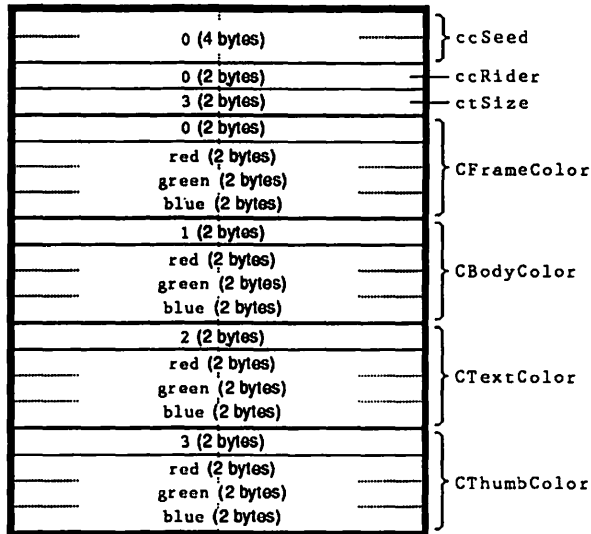 0 (4 bytes) ccSeed
0 (2 bytes) ccRider
3 (2 bytes) ctSize
0 (2 bytes)
red (2 bytes)
green (2 bytes) CFrameColor
blue (2 bytes)
1 (2 bytes)
red (2 bytes)
green (2 bytes) CBodyColor
blue (2 bytes)
2 (2 bytes)
red (2 bytes)
green (2 bytes) CTextColor
blue (2 bytes)
3 (2 bytes)
red (2 bytes)
green (2 bytes) CThumbColor
blue (2 bytes)